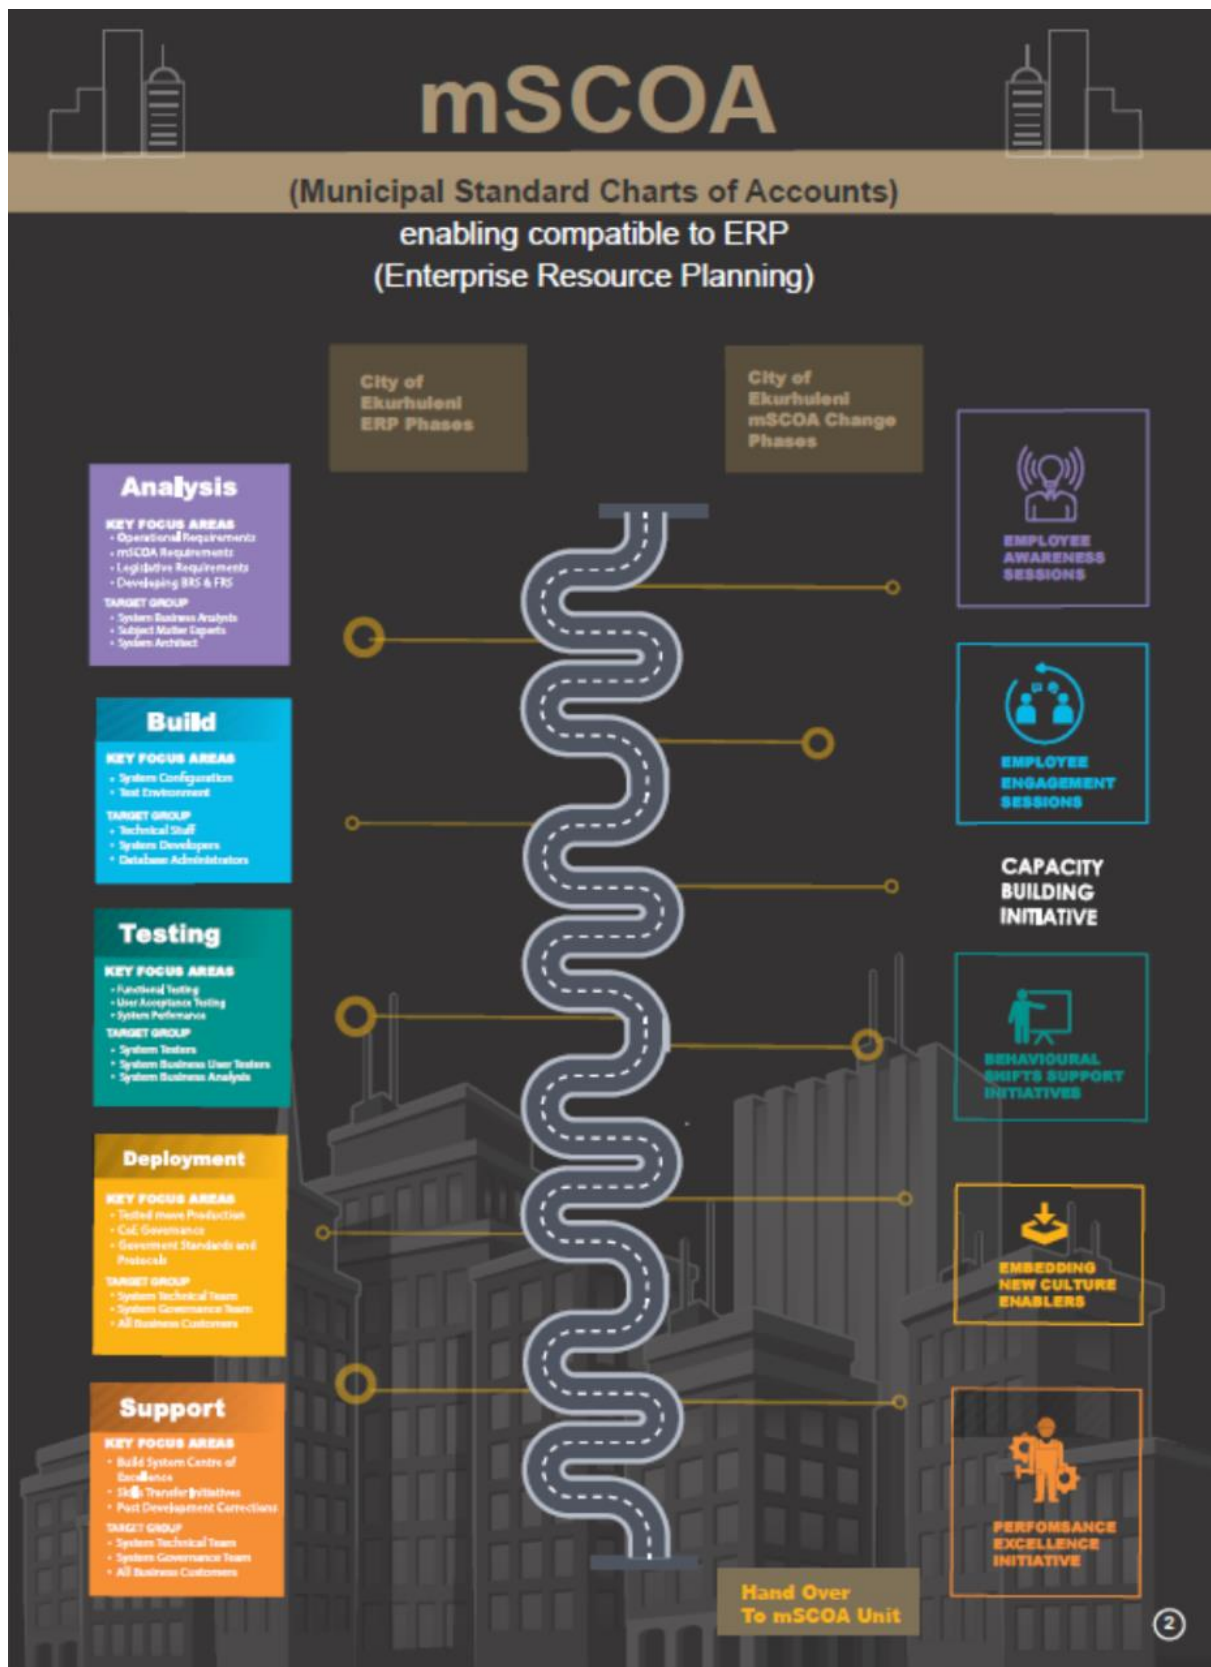 mSCOA
(Municipal Standard Charts of Accounts)
enabling compatible to ERP
(Enterprise Resource Planning)
City of
Ekurhuleni
ERP Phases
City of
Ekurhuleni
mSCOA Change
Phases
Analysis
KEY FOCUS AREAS
• Operational Requirements
• mSCOA Requirements
• Legislative Requirements
• Developing BRS & FRS
TARGET GROUP
• System Business Analysts
• Subject Matter Experts
• System Architect
Build
KEY FOCUS AREAS
• System Configuration
• Test Environment
TARGET GROUP
• Technical Staff
• System Developers
• Database Administrators
Testing
KEY FOCUS AREAS
• Functional Testing
• User Acceptance Testing
• System Perfomance
TARGET GROUP
• System Testers
• System Business User Testers
• System Business Analysis
Deployment
KEY FOCUS AREAS
• Tested move Production
• CoE Governance
• Goverment Standards and
Protocols
TARGET GROUP
• System Technical Team
• System Governance Team
• All Business Customers
Support
KEY FOCUS AREAS
• Build System Centre of
Excellence
• Skills Transfer Initiatives
• Post Development Corrections
TARGET GROUP
• System Technical Team
• System Governance Team
• All Business Customers
EMPLOYEE
AWARENESS
SESSIONS
EMPLOYEE
ENGAGEMENT
SESSIONS
CAPACITY
BUILDING
INITIATIVE
BEHAVIOURAL
SHIFTS SUPPORT
INITIATIVES
EMBEDDING
NEW CULTURE
ENABLERS
PERFOMSANCE
EXCELLENCE
INITIATIVE
Hand Over
To mSCOA Unit
2